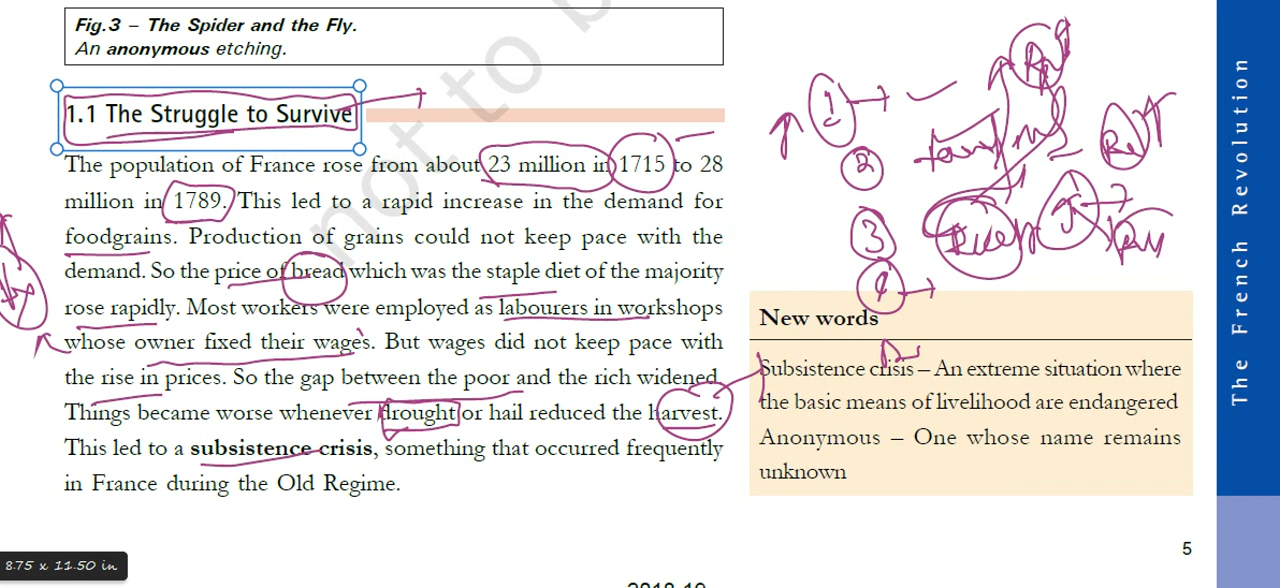 Fig.3 – The Spider and the Fly.
An anonymous etching.
not to b
1.1 The Struggle to Survive
The population of France rose from about 23 million in 1715 to 28
million in 1789. This led to a rapid increase in the demand for
foodgrains. Production of grains could not keep pace with the
demand. So the price of bread which was the staple diet of the majority
rose rapidly. Most workers were employed as labourers in workshops
whose owner fixed their wages. But wages did not keep pace with
the rise in prices. So the gap between the poor and the rich widened.
Things became worse whenever drought or hail reduced the harvest.
This led to a subsistence crisis, something that occurred frequently
in France during the Old Regime.
1
2
3
4
New words
Subsistence crisis – An extreme situation where
the basic means of livelihood are endangered
Anonymous – One whose name remains
unknown
The French Revolution
5
8.75 x 11.50 in
2018-19